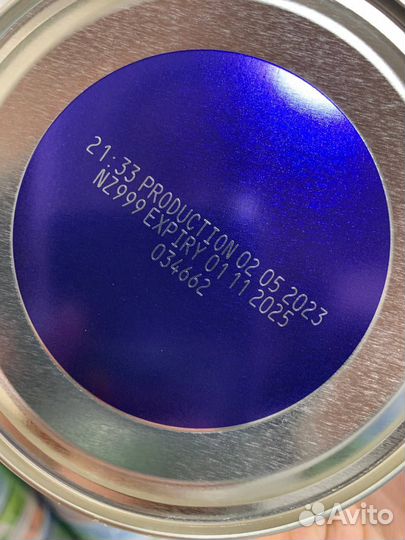 21:33 PRODUCTION 02 05 2023
NZ999 EXPIRY 01 11 2025
034662
Avito